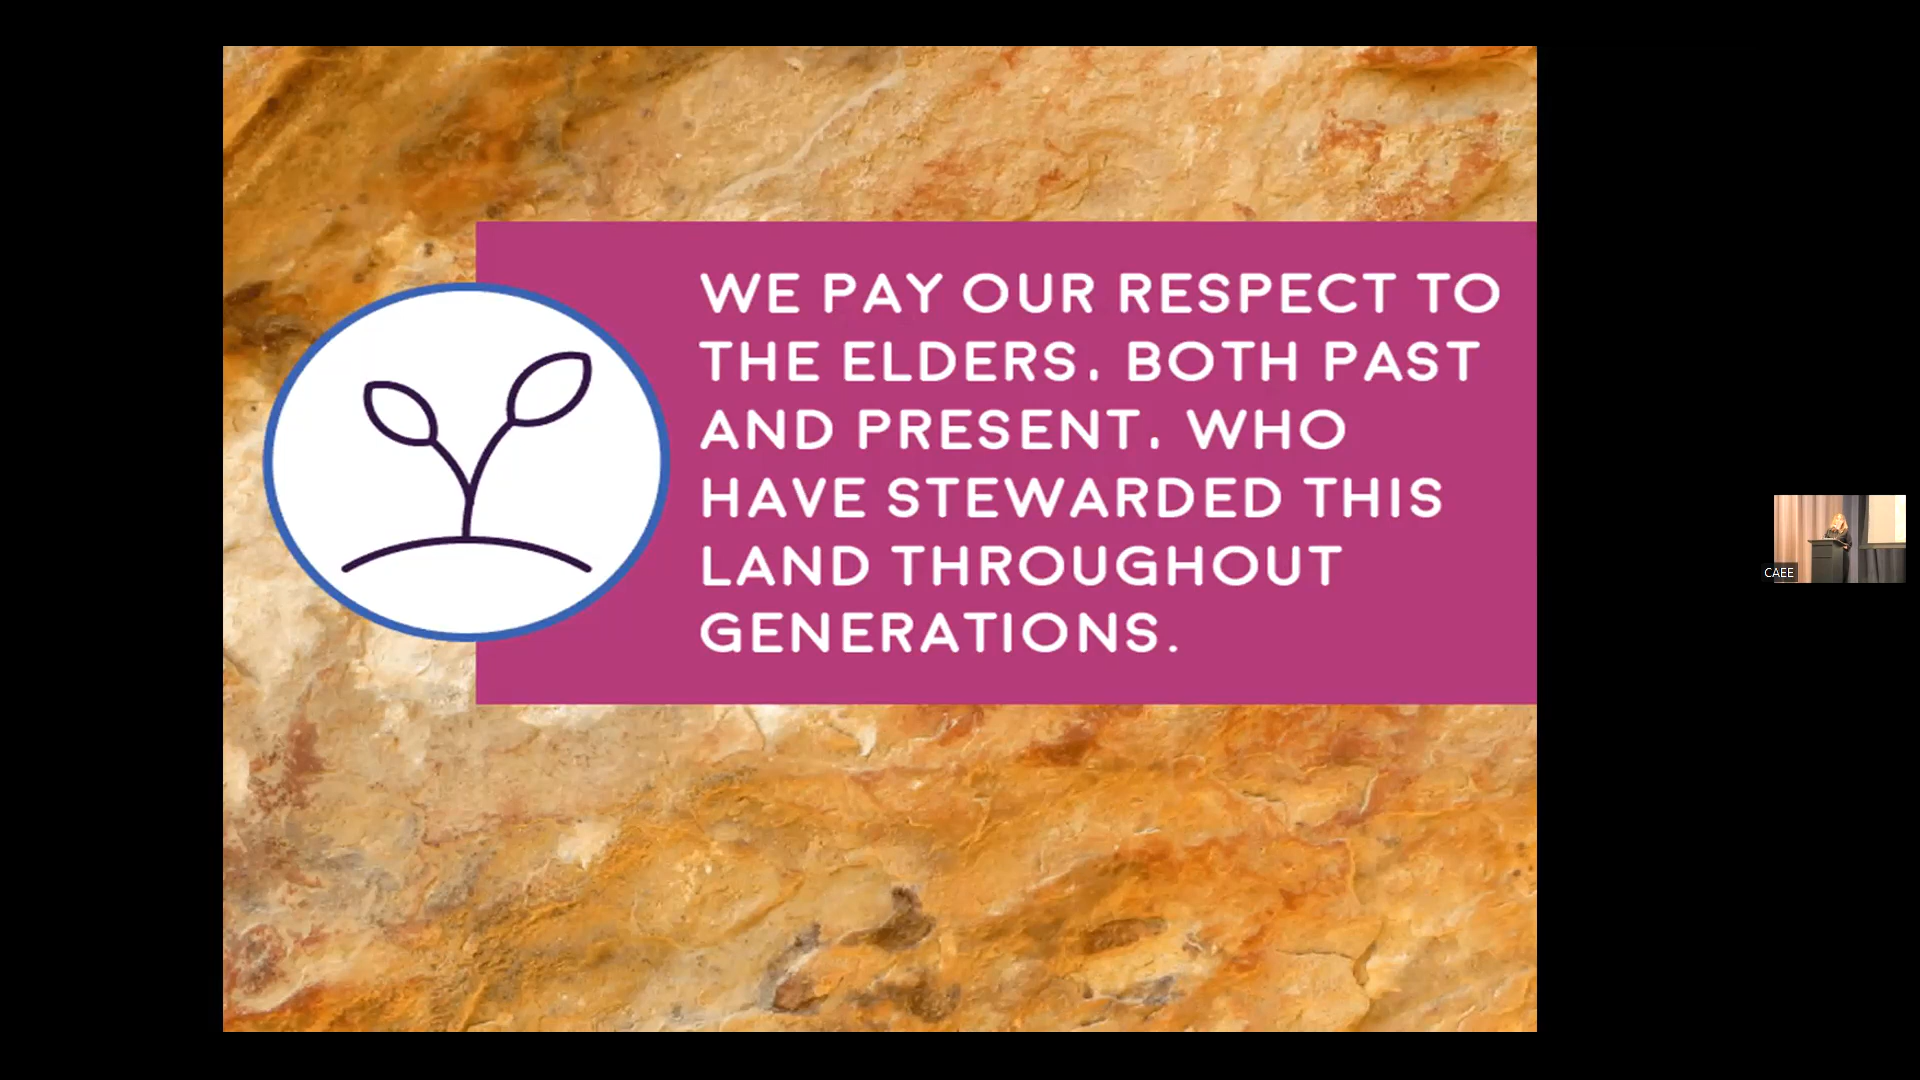 WE PAY OUR RESPECT TO
THE ELDERS, BOTH PAST
AND PRESENT, WHO
HAVE STEWARDED THIS
LAND THROUGHOUT
GENERATIONS.
CAEE